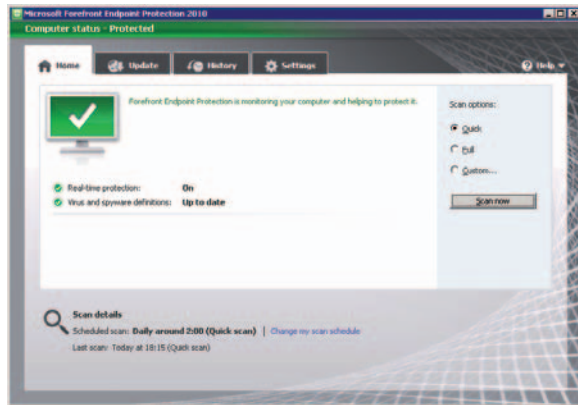 Microsoft Forefront Endpoint Protection 2010
Computer status - Protected
Home
Update
History
Settings
Help
Forefront Endpoint Protection is monitoring your computer and helping to protect it.
Scan options:
Quick
Full
Custom...
Scan now
Real-time protection: On
Virus and spyware definitions: Up to date
Scan details
Scheduled scan: Daily around 2:00 (Quick scan) | Change my scan schedule
Last scan: Today at 18:15 (Quick scan)